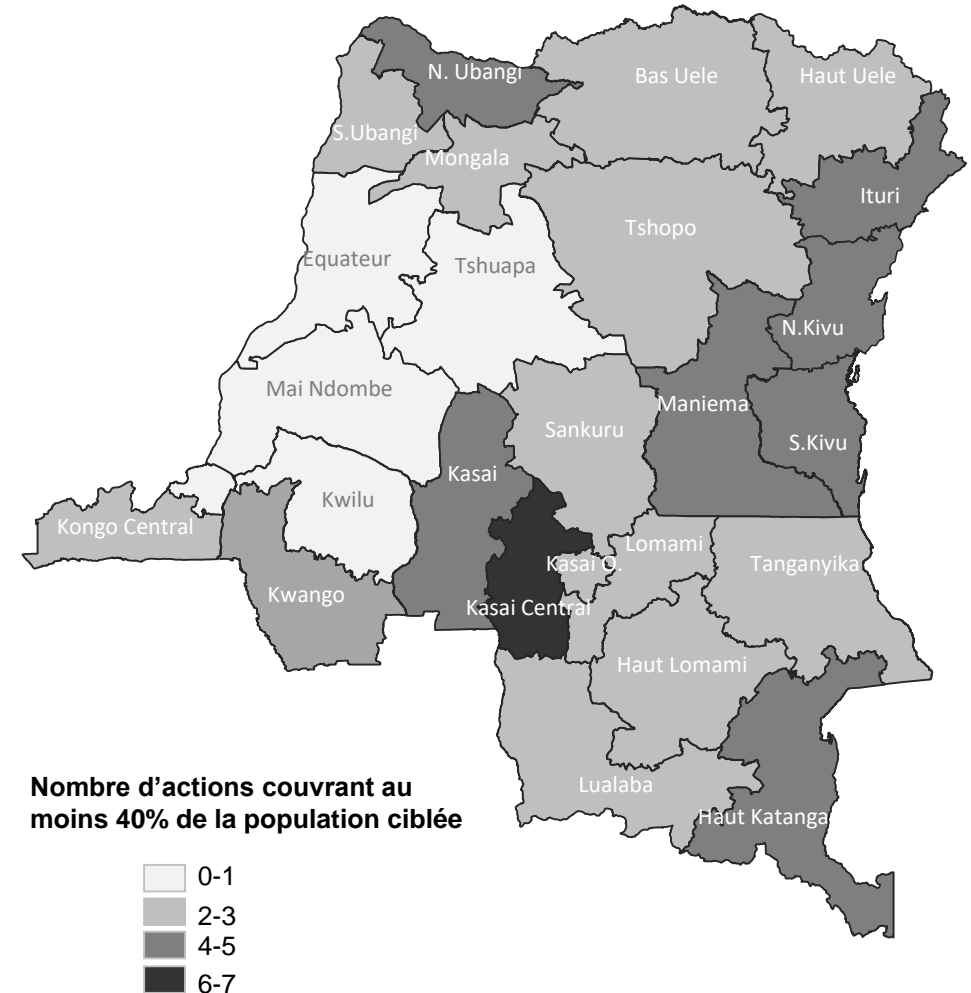 N. Ubangi
Bas Uele
Haut Uele
S.Ubangi
Mongala
Ituri
Tshopo
Equateur
Tshuapa
N.Kivu
Mai Ndombe
Maniema
Sankuru
S.Kivu
Kasai
Kwilu
Kongo Central
Lomami
Kasai O.
Tanganyika
Kwango
Kasai Central
Haut Lomami
Lualaba
Haut Katanga
Nombre d’actions couvrant au
moins 40% de la population ciblée
0-1
2-3
4-5
6-7